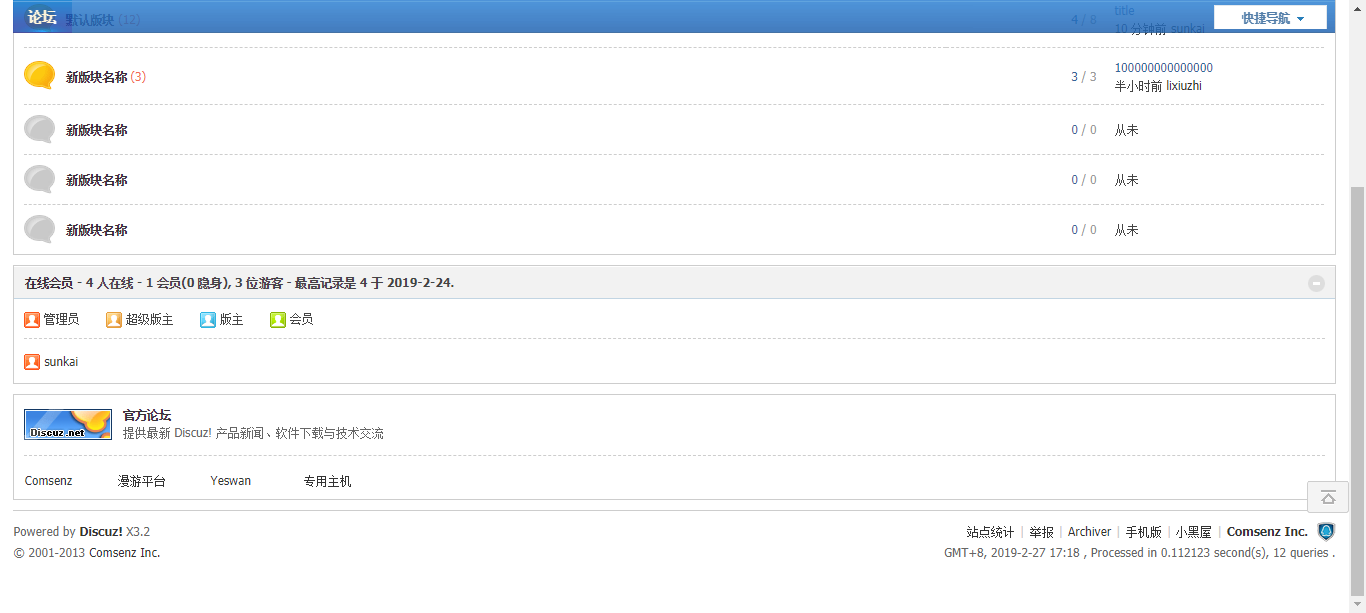 论坛 默认版块 (12) 4 / 8 title 快捷导航
10 分钟前 sunkai
新版块名称 (3) 3 / 3 100000000000000
半小时前 lixiuzhi
新版块名称 0 / 0 从未
新版块名称 0 / 0 从未
新版块名称 0 / 0 从未
在线会员 - 4 人在线 - 1 会员(0 隐身), 3 位游客 - 最高记录是 4 于 2019-2-24.
管理员 超级版主 版主 会员
sunkai
官方论坛
Discuz.net 提供最新 Discuz! 产品新闻、软件下载与技术交流
Comsenz 漫游平台 Yeswan 专用主机
Powered by Discuz! X3.2 站点统计 | 举报 | Archiver | 手机版 | 小黑屋 | Comsenz Inc.
© 2001-2013 Comsenz Inc. GMT+8, 2019-2-27 17:18 , Processed in 0.112123 second(s), 12 queries .